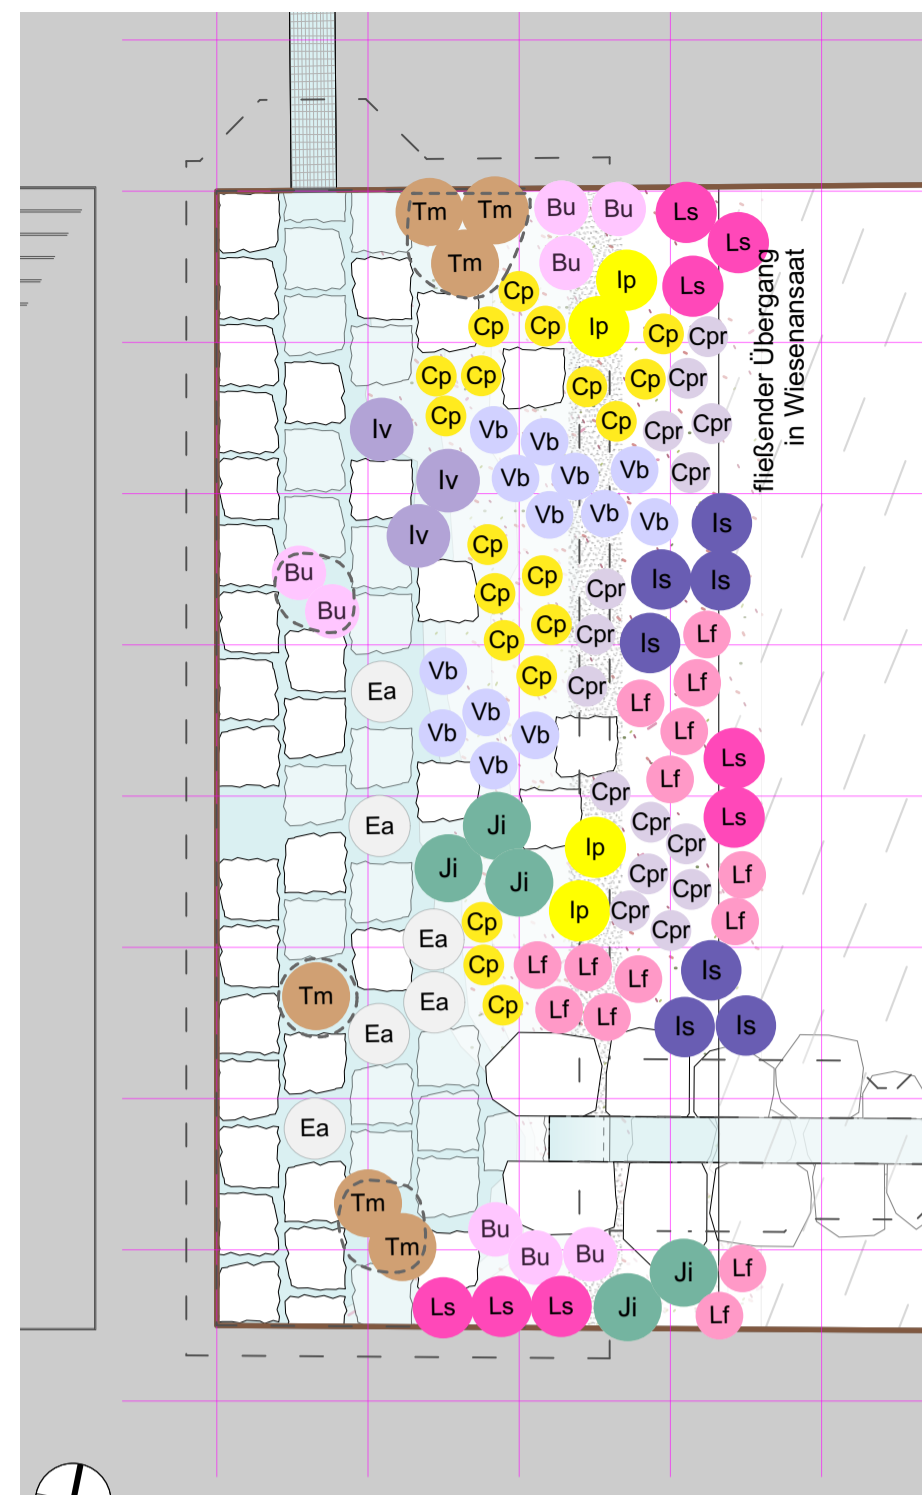 Tm Tm Bu Bu Ls
Ls
Tm Bu Ip Ls
Cp
Cp Cp Ip Cp Cpr
Cp Cp Cp Cp Cpr
Cp Cp Cpr Cpr
Iv Vb Vb
Iv Vb Vb Vb Cpr
Vb Vb Vb Is
Iv Cp
Bu Cp Cp Cpr Is Is
Bu Cp Cp Cpr Is Lf
Vb Cp Cpr Lf
Ea Vb Lf
Vb Vb Lf
Vb Lf Ls
Cpr
Ea Ji Ip Cpr Cpr Ls
Ji Ji Cpr Cpr Lf
Cp Ip Cpr Cpr Lf
Ea Cp Lf Lf Lf Is
Tm Ea Cp Lf Lf
Ea Is Is
Ea
Tm Bu
Tm Bu Bu Ji Lf
Ls Ls Ls Ji Lf
fließender Übergang
in Wiesenansaat